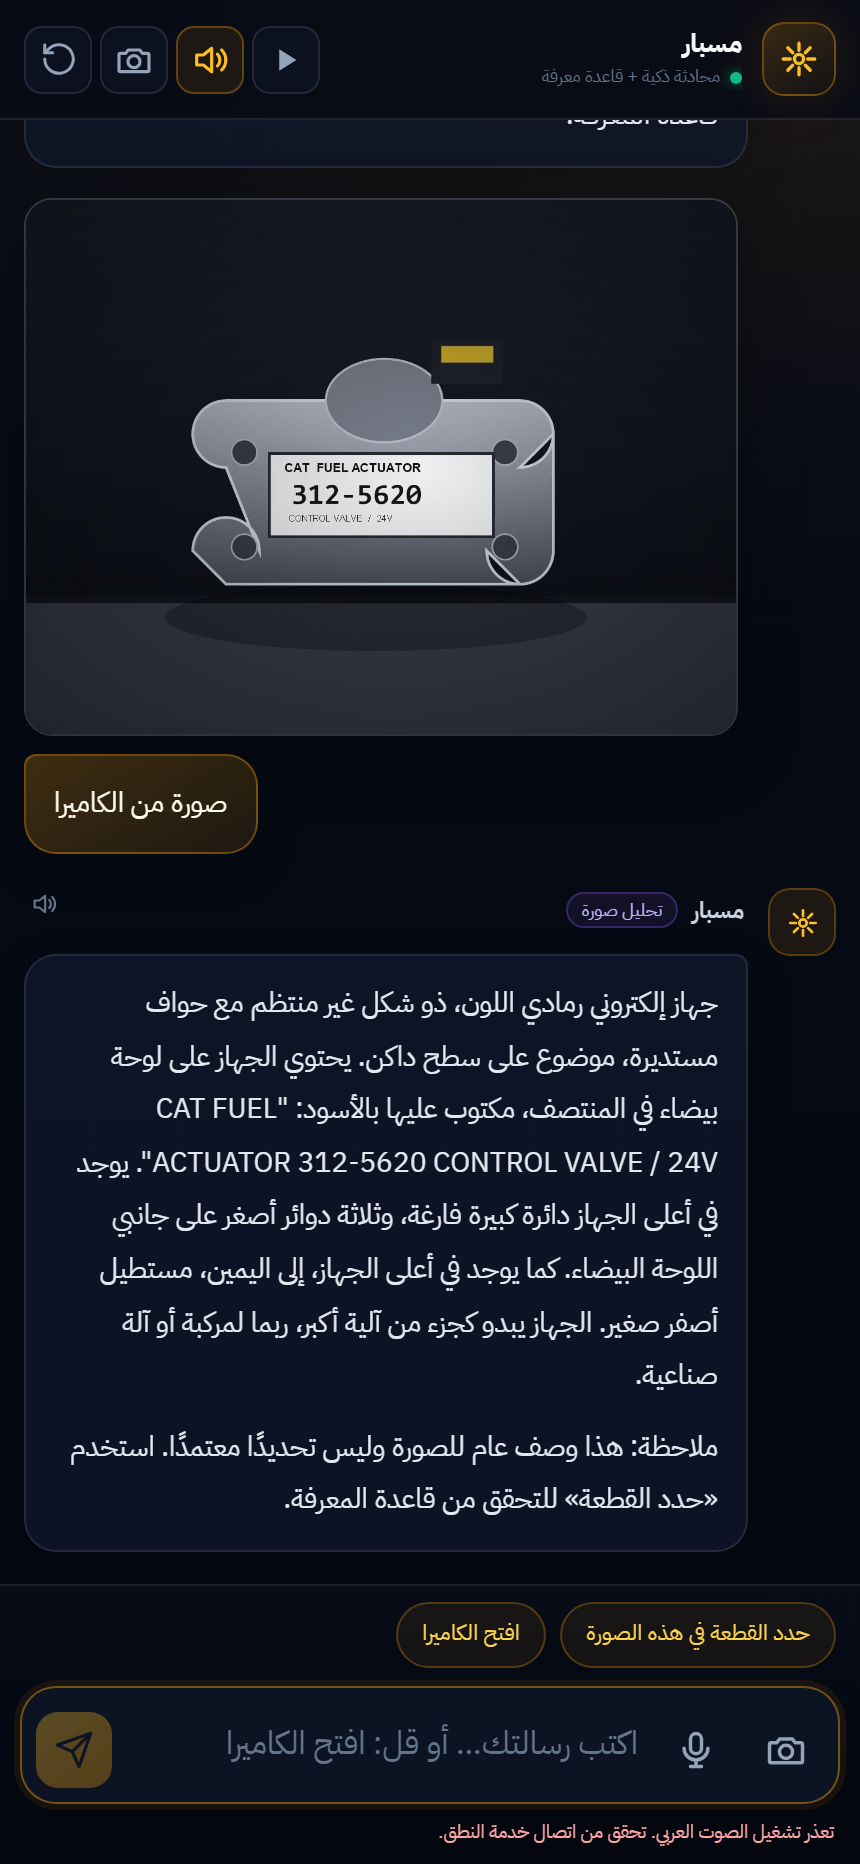 مسبار
محادثة ذكية + قاعدة معرفة
قاعدة المعرفة.
CAT FUEL ACTUATOR
312-5620
CONTROL VALVE / 24V
صورة من الكاميرا
مسبار
تحليل صورة
جهاز إلكتروني رمادي اللون، ذو شكل غير منتظم مع حواف
مستديرة، موضوع على سطح داكن. يحتوي الجهاز على لوحة
بيضاء في المنتصف، مكتوب عليها بالأسود: "CAT FUEL
ACTUATOR 312-5620 CONTROL VALVE / 24V". يوجد
في أعلى الجهاز دائرة كبيرة فارغة، وثلاثة دوائر أصغر على جانبي
اللوحة البيضاء. كما يوجد في أعلى الجهاز، إلى اليمين، مستطيل
أصفر صغير. الجهاز يبدو كجزء من آلية أكبر، ربما لمركبة أو آلة
صناعية.
ملاحظة: هذا وصف عام للصورة وليس تحديدًا معتمدًا. استخدم
«حدد القطعة» للتحقق من قاعدة المعرفة.
حدد القطعة في هذه الصورة
افتح الكاميرا
اكتب رسالتك... أو قل: افتح الكاميرا
تعذر تشغيل الصوت العربي. تحقق من اتصال خدمة النطق.